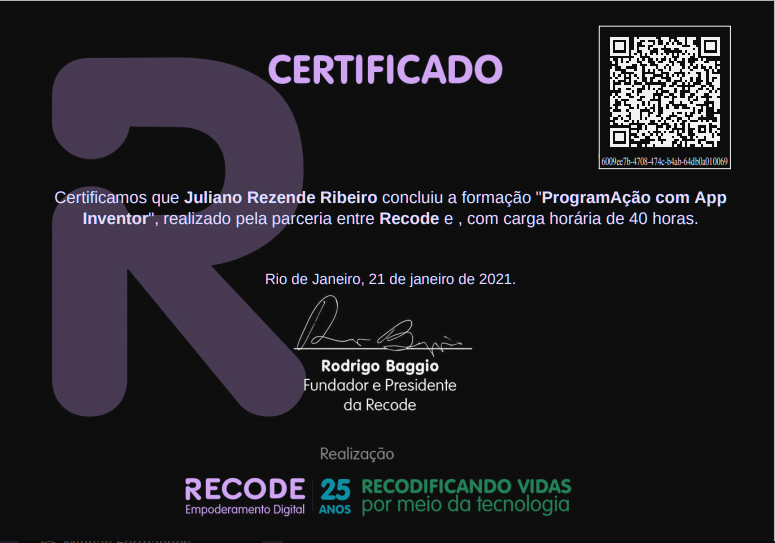 CERTIFICADO
6009ee7b-4708-474c-b4ab-64db0a010069
Certificamos que Juliano Rezende Ribeiro concluiu a formação "ProgramAção com App
Inventor", realizado pela parceria entre Recode e , com carga horária de 40 horas.
Rio de Janeiro, 21 de janeiro de 2021.
Rodrigo Baggio
Fundador e Presidente
da Recode
Realização
RECODE
Empoderamento Digital
25
ANOS
RECODIFICANDO VIDAS
por meio da tecnologia